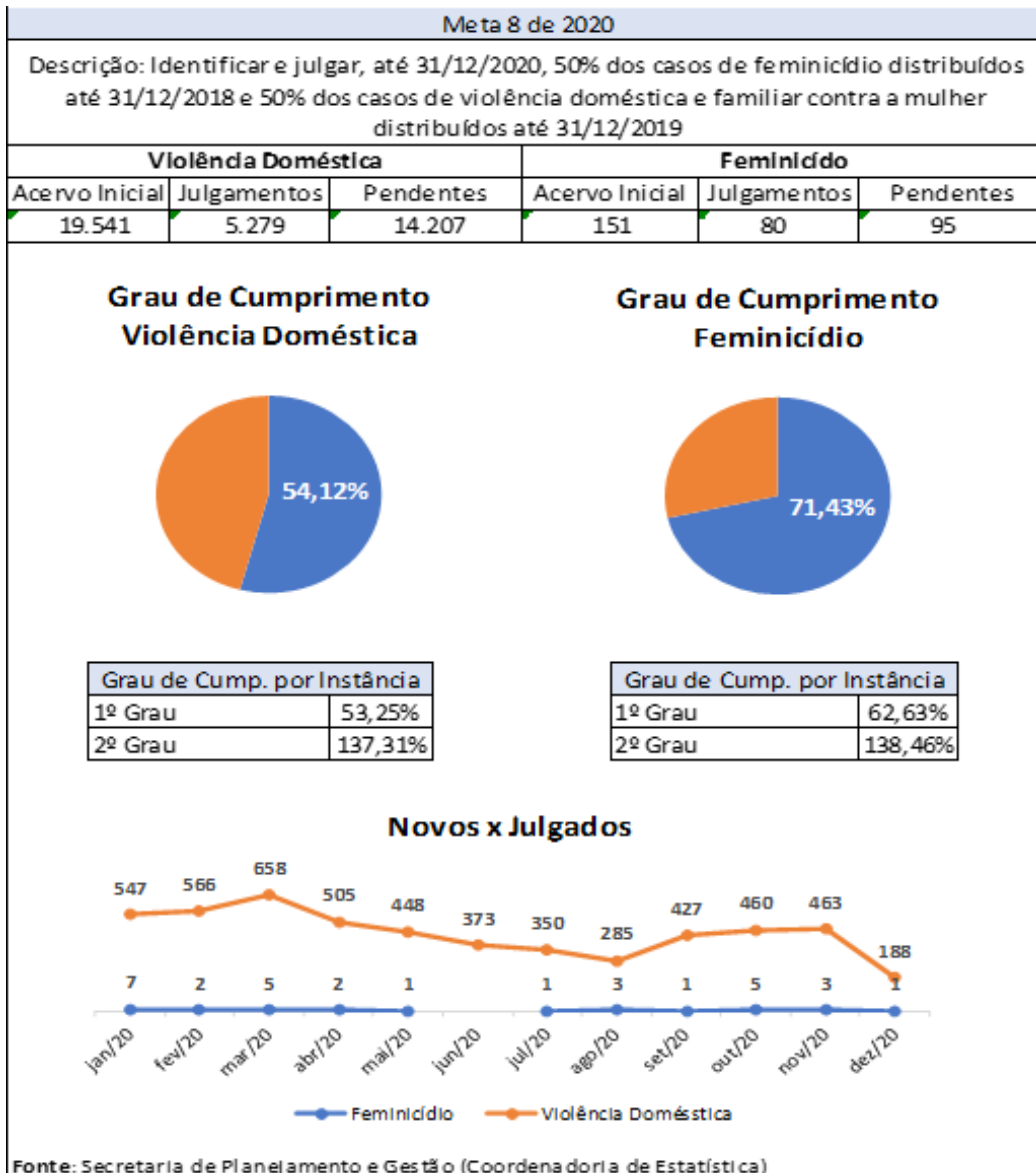 Meta 8 de 2020
Descrição: Identificar e julgar, até 31/12/2020, 50% dos casos de feminicídio distribuídos
até 31/12/2018 e 50% dos casos de violência doméstica e familiar contra a mulher
distribuídos até 31/12/2019
Violência Doméstica Feminicído
Acervo Inicial Julgamentos Pendentes Acervo Inicial Julgamentos Pendentes
19.541 5.279 14.207 151 80 95
Grau de Cumprimento
Violência Doméstica
Grau de Cumprimento
Feminicídio
54,12%
71,43%
Grau de Cump. por Instância
1º Grau 53,25%
2º Grau 137,31%
Grau de Cump. por Instância
1º Grau 62,63%
2º Grau 138,46%
Novos x Julgados
547 566 658 505 448 373 350 285 427 460 463 188
7 2 5 2 1 1 3 1 5 3 1
jan/20 fev/20 mar/20 abr/20 mai/20 jun/20 jul/20 ago/20 set/20 out/20 nov/20 dez/20
Feminicídio Violência Domésstica
Fonte: Secretaria de Planejamento e Gestão (Coordenadoria de Estatística)